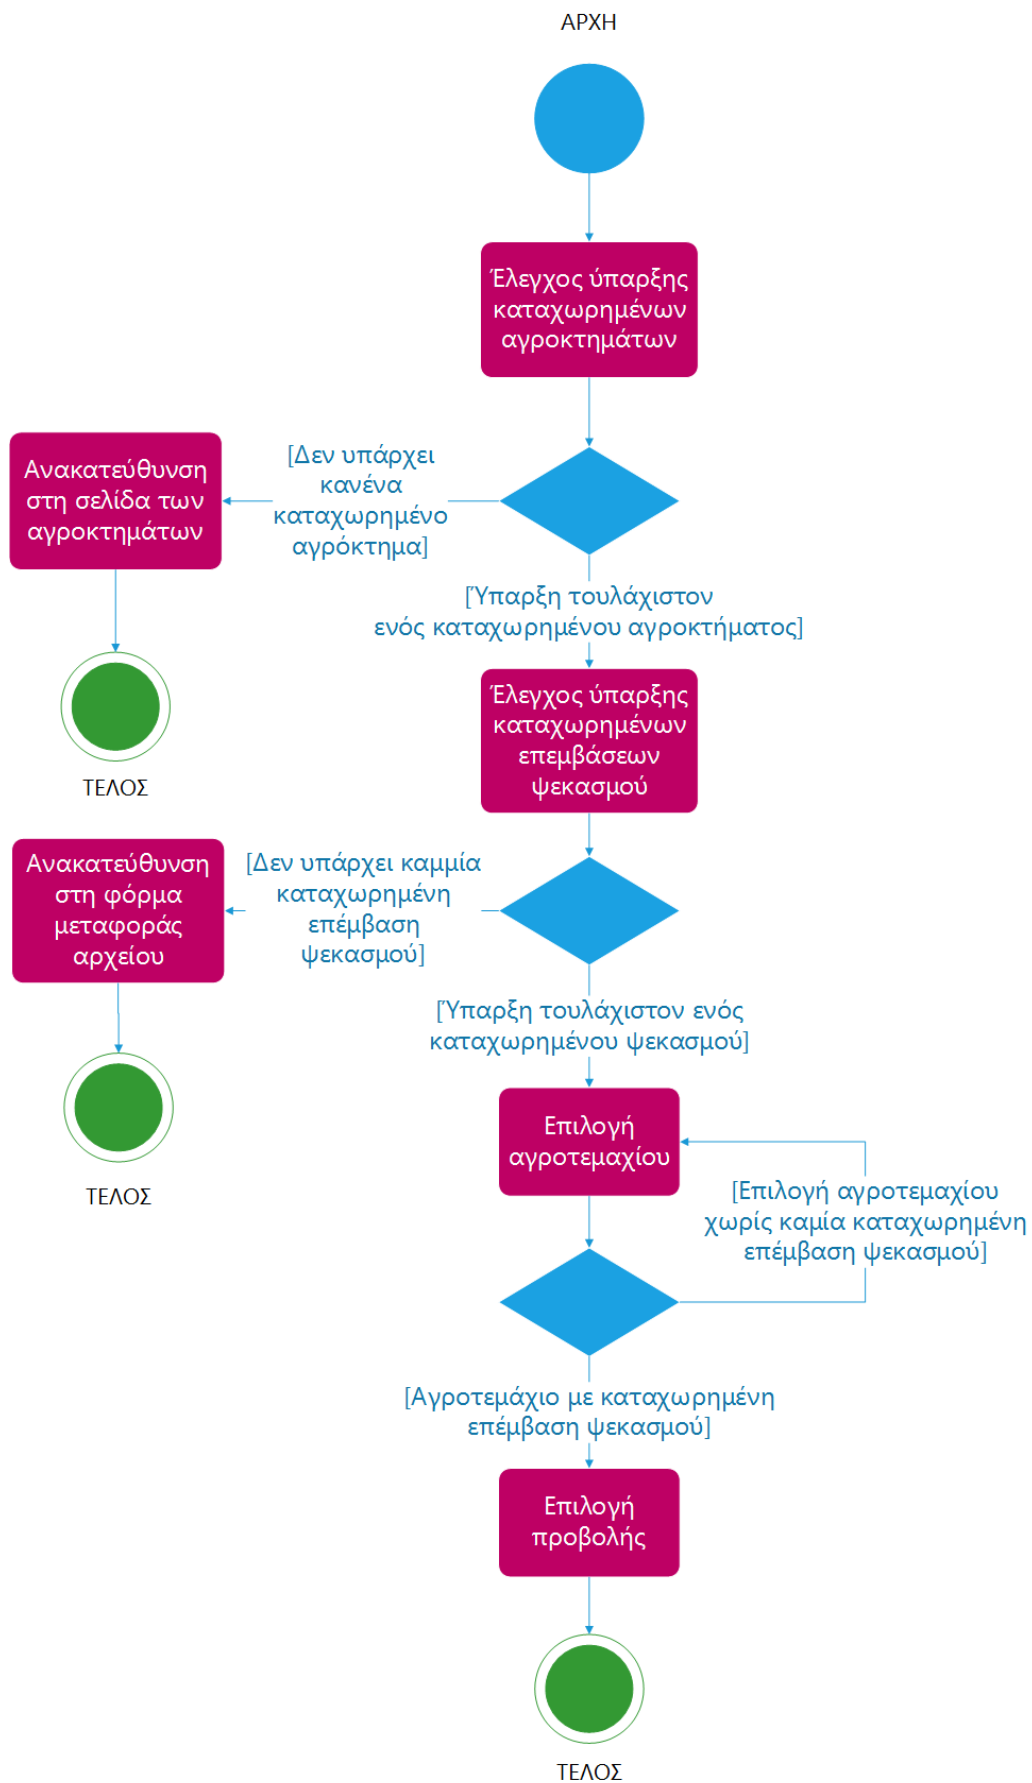 ΑΡΧΗ
Έλεγχος ύπαρξης
καταχωρημένων
αγροκτημάτων
[Δεν υπάρχει
κανένα
καταχωρημένο
αγρόκτημα]
Ανακατεύθυνση
στη σελίδα των
αγροκτημάτων
ΤΕΛΟΣ
[Ύπαρξη τουλάχιστον
ενός καταχωρημένου αγροκτήματος]
Έλεγχος ύπαρξης
καταχωρημένων
επεμβάσεων
ψεκασμού
[Δεν υπάρχει καμμία
καταχωρημένη
επέμβαση
ψεκασμού]
Ανακατεύθυνση
στη φόρμα
μεταφοράς
αρχείου
ΤΕΛΟΣ
[Ύπαρξη τουλάχιστον ενός
καταχωρημένου ψεκασμού]
Επιλογή
αγροτεμαχίου
[Επιλογή αγροτεμαχίου
χωρίς καμία καταχωρημένη
επέμβαση ψεκασμού]
[Αγροτεμάχιο με καταχωρημένη
επέμβαση ψεκασμού]
Επιλογή
προβολής
ΤΕΛΟΣ